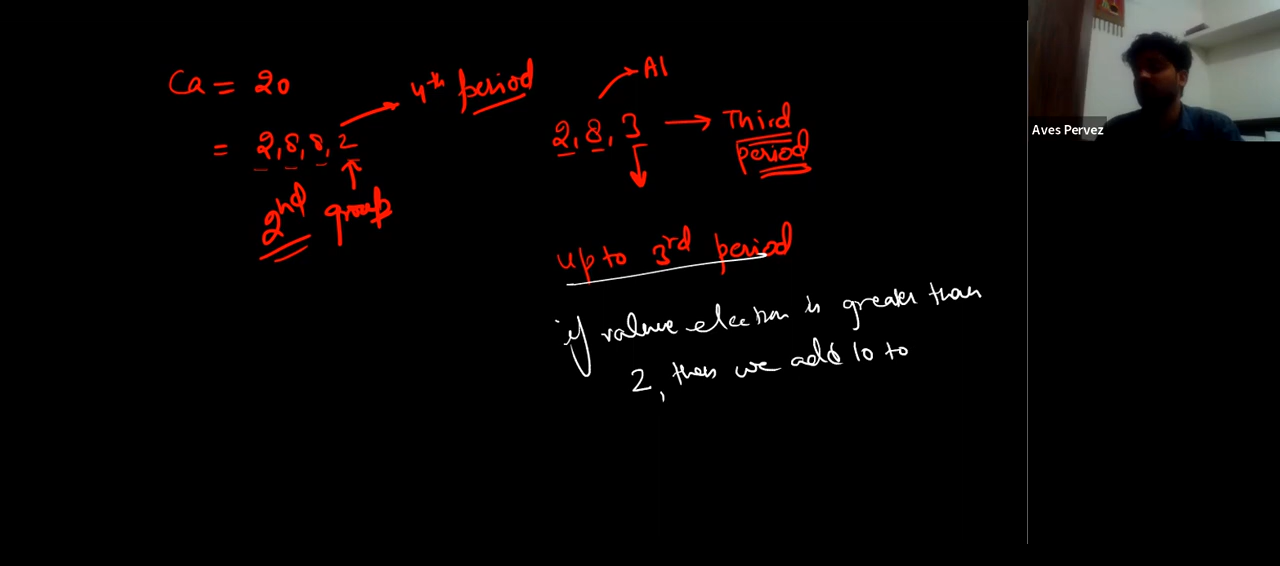 Ca = 20
= 2,8,8,2
4th period
2nd group
Al
2, 8, 3
Third
period
up to 3rd period
if valence electron is greater than
2, then we add 10 to
Aves Pervez